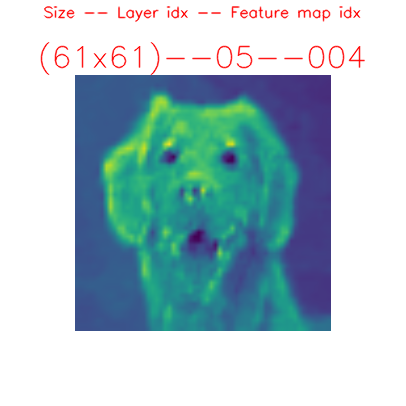 Size -- Layer idx -- Feature map idx
(61x61)--05--004